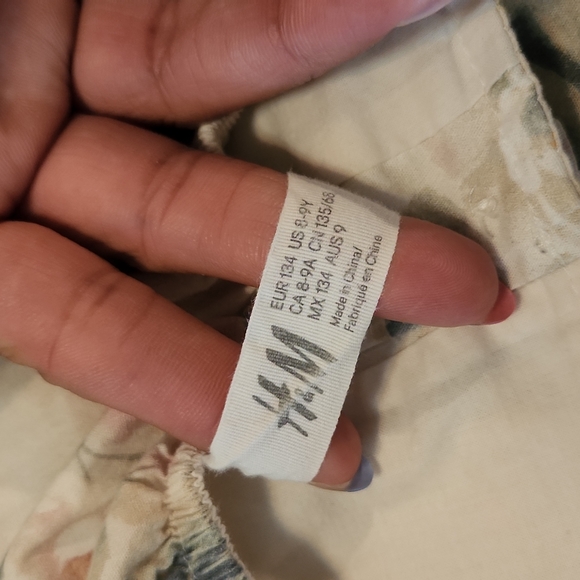 EUR 134 US 8-9Y
CA 8-9A CN 135/68
MX 134 AUS 9
Made in China/
Fabriqué en Chine
H&M